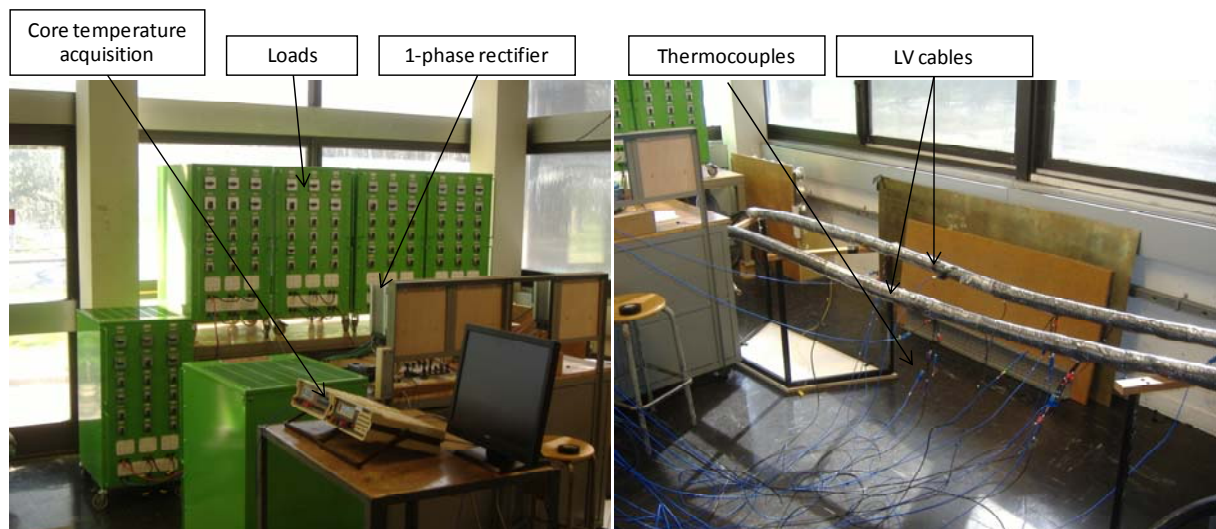 Core temperature
acquisition
Loads
1-phase rectifier
Thermocouples
LV cables